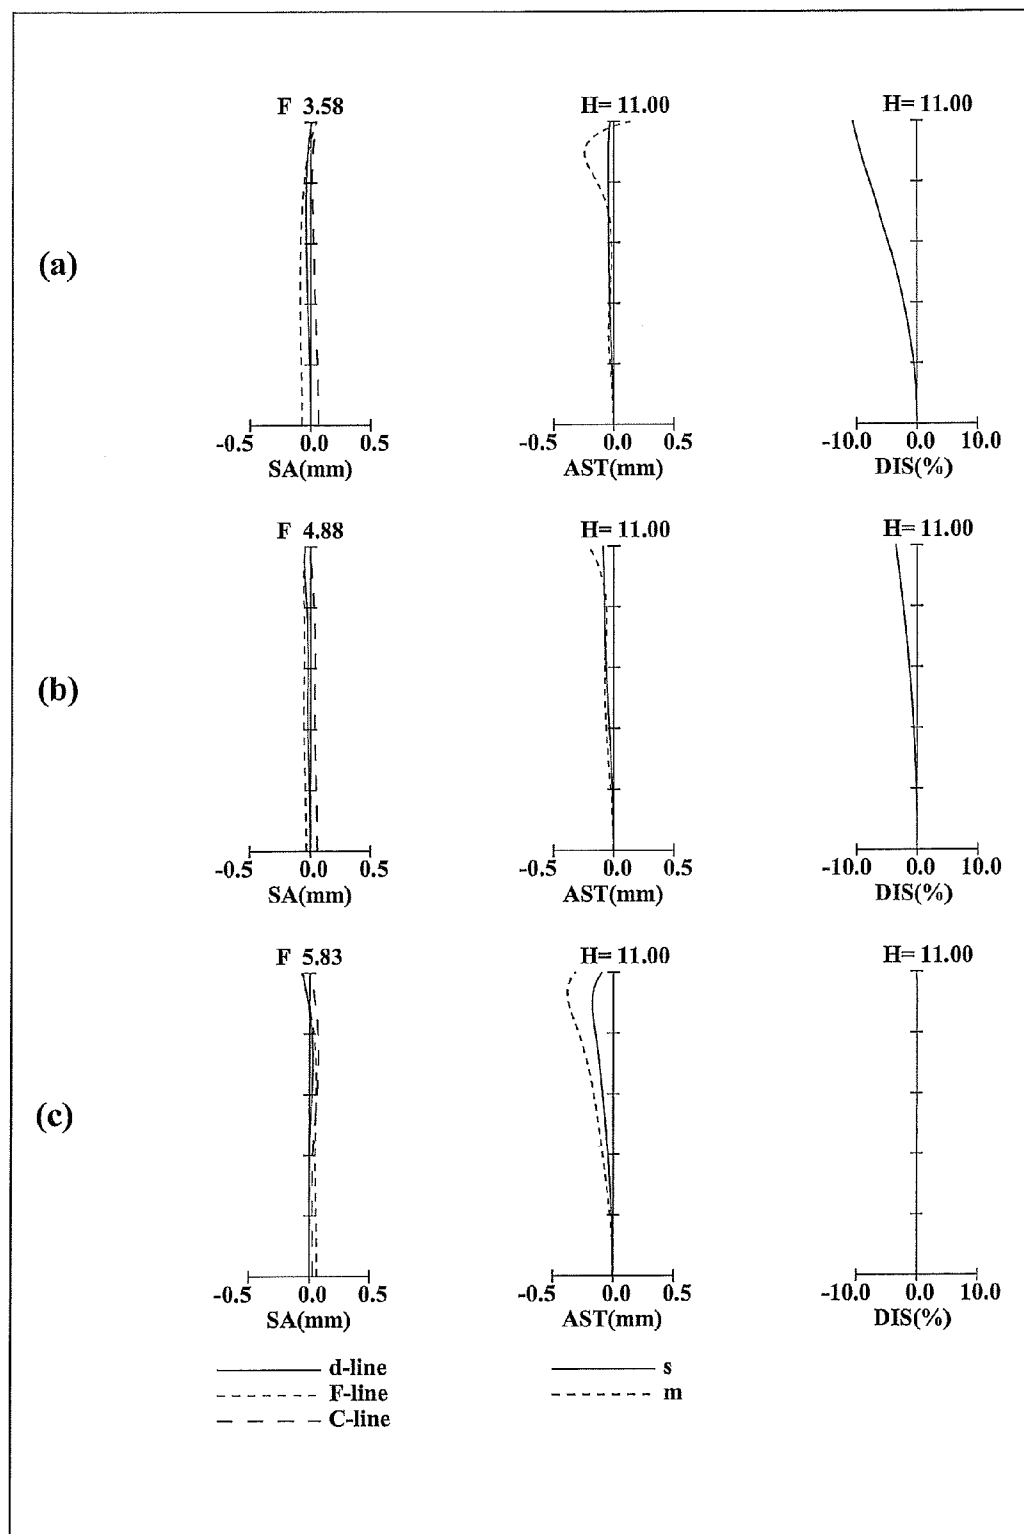 F 3.58 H= 11.00 H= 11.00
(a)
-0.5 0.0 0.5 -0.5 0.0 0.5 -10.0 0.0 10.0
SA(mm) AST(mm) DIS(%)
F 4.88 H= 11.00 H= 11.00
(b)
-0.5 0.0 0.5 -0.5 0.0 0.5 -10.0 0.0 10.0
SA(mm) AST(mm) DIS(%)
F 5.83 H= 11.00 H= 11.00
(c)
-0.5 0.0 0.5 -0.5 0.0 0.5 -10.0 0.0 10.0
SA(mm) AST(mm) DIS(%)
d-line s
F-line m
C-line